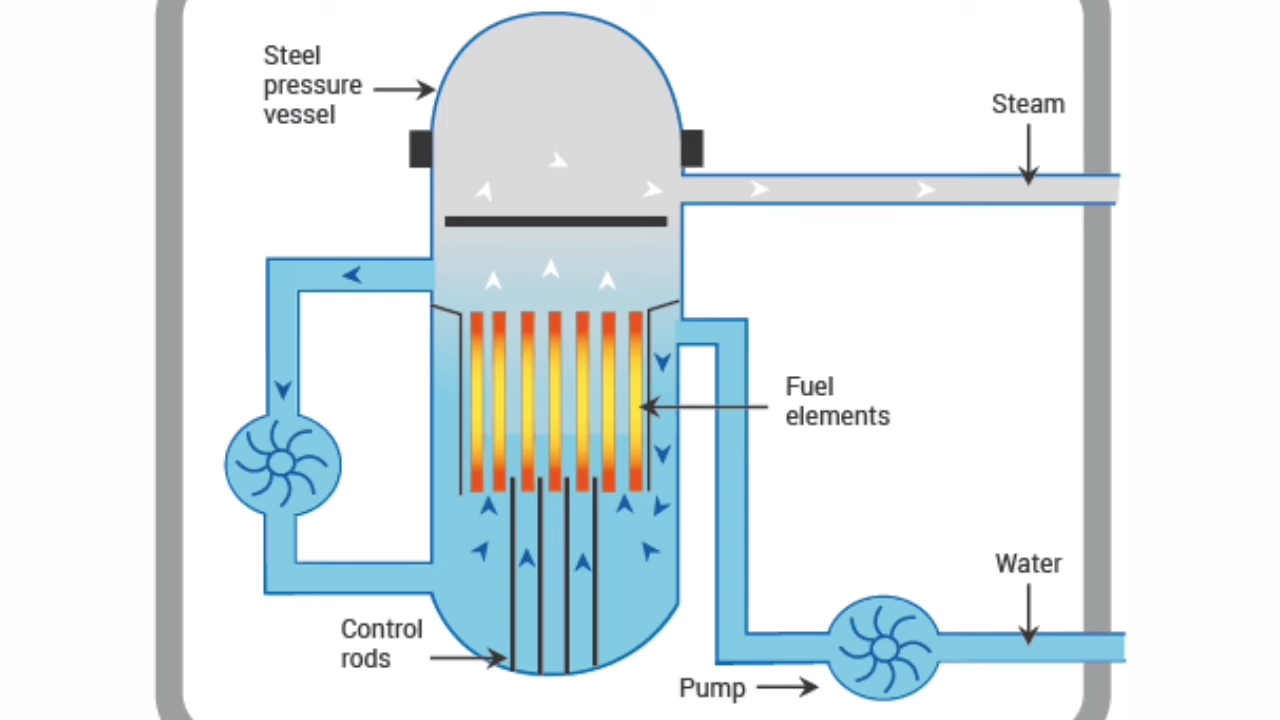 Steel
pressure
vessel
Steam
Fuel
elements
Water
Control
rods
Pump